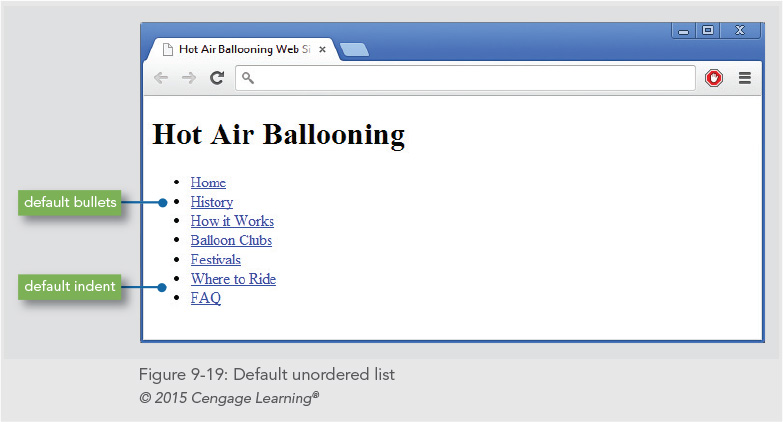 Hot Air Ballooning Web Si
Hot Air Ballooning
Home
default bullets
History
How it Works
Balloon Clubs
Festivals
default indent
Where to Ride
FAQ
Figure 9-19: Default unordered list
© 2015 Cengage Learning®